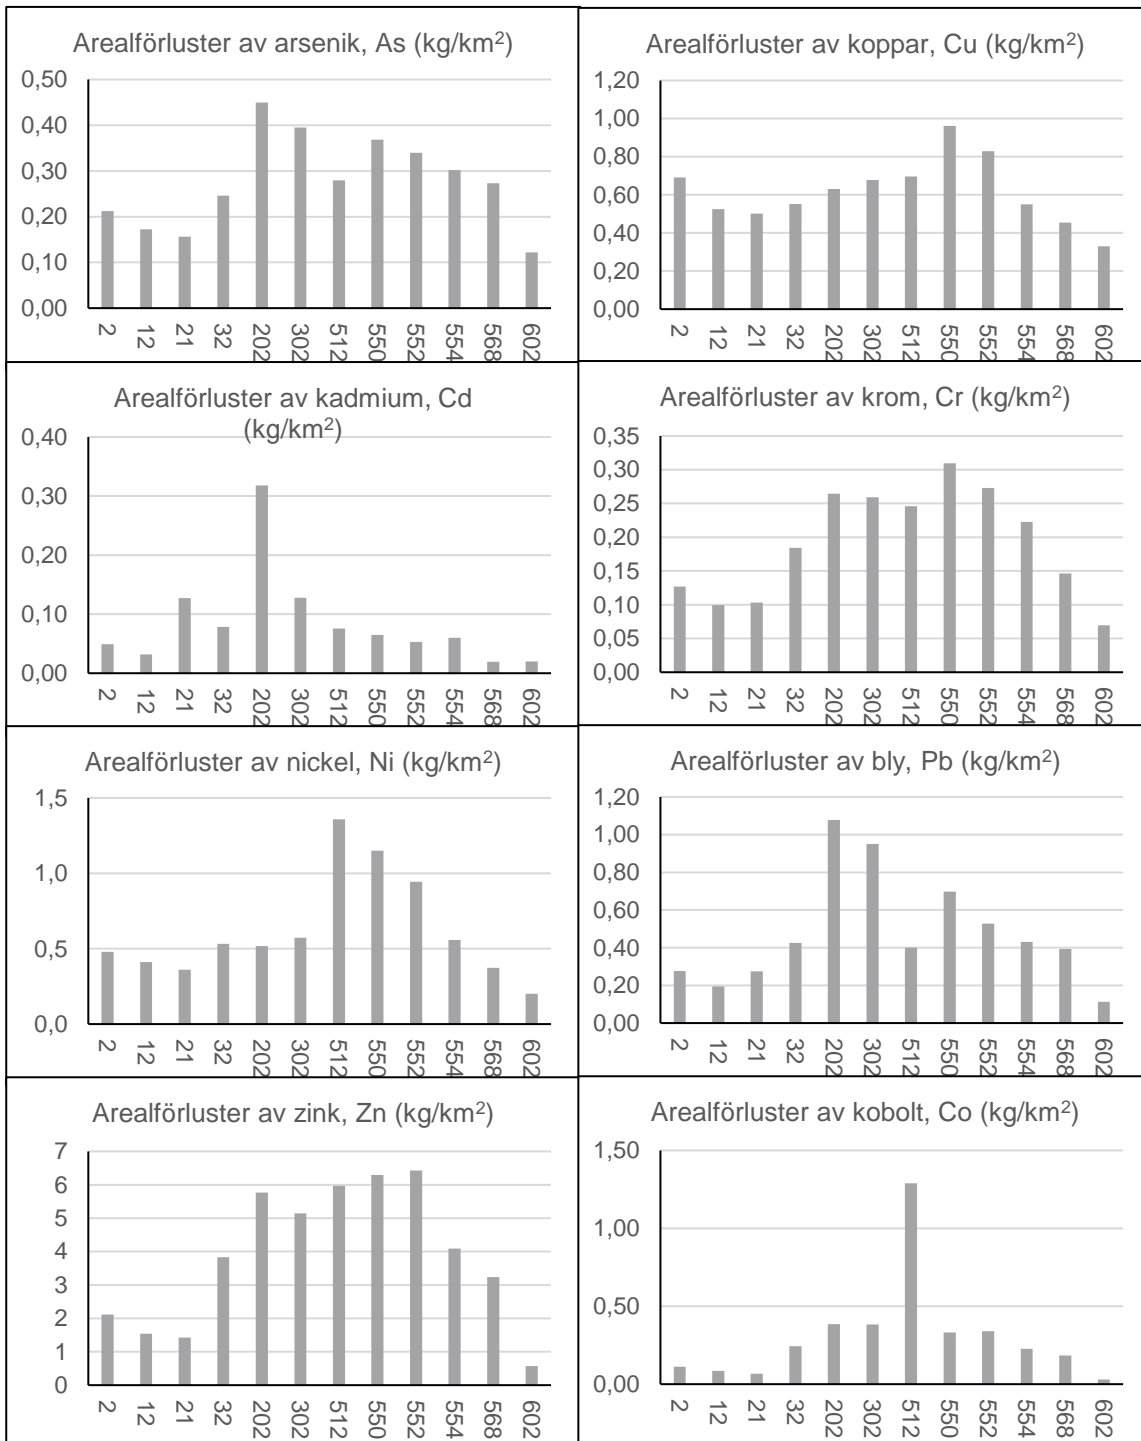 Arealförluster av arsenik, As (kg/km²)
0,50
0,40
0,30
0,20
0,10
0,00
2 12 21 32 202 302 512 550 552 554 568 602
Arealförluster av koppar, Cu (kg/km²)
1,20
1,00
0,80
0,60
0,40
0,20
0,00
2 12 21 32 202 302 512 550 552 554 568 602
Arealförluster av kadmium, Cd
(kg/km²)
0,40
0,30
0,20
0,10
0,00
2 12 21 32 202 302 512 550 552 554 568 602
Arealförluster av krom, Cr (kg/km²)
0,35
0,30
0,25
0,20
0,15
0,10
0,05
0,00
2 12 21 32 202 302 512 550 552 554 568 602
Arealförluster av nickel, Ni (kg/km²)
1,5
1,0
0,5
0,0
2 12 21 32 202 302 512 550 552 554 568 602
Arealförluster av bly, Pb (kg/km²)
1,20
1,00
0,80
0,60
0,40
0,20
0,00
2 12 21 32 202 302 512 550 552 554 568 602
Arealförluster av zink, Zn (kg/km²)
7
6
5
4
3
2
1
0
2 12 21 32 202 302 512 550 552 554 568 602
Arealförluster av kobolt, Co (kg/km²)
1,50
1,00
0,50
0,00
2 12 21 32 202 302 512 550 552 554 568 602